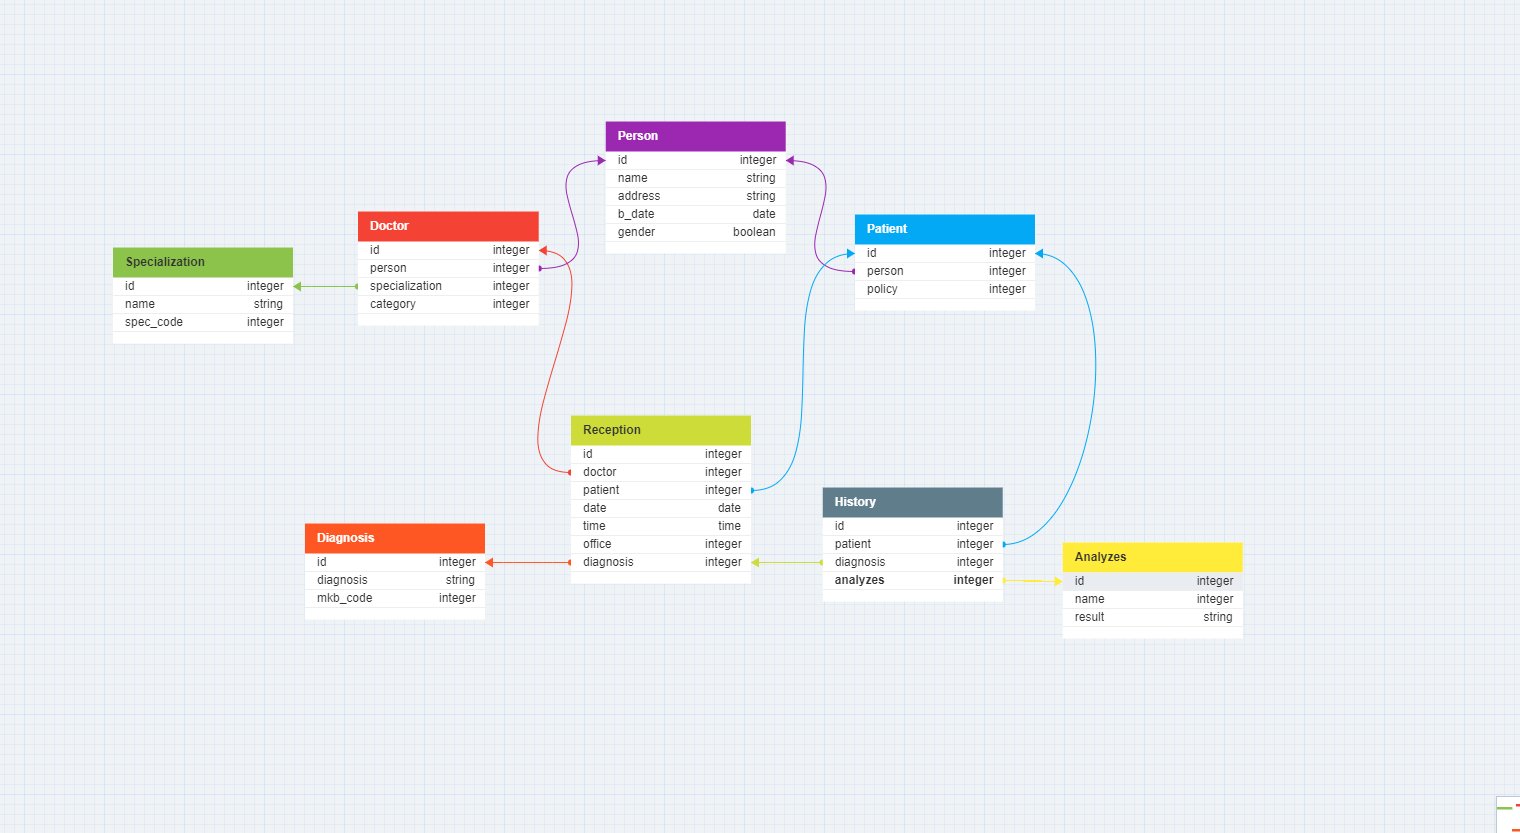 Person
id integer
name string
address string
b_date date
gender boolean
Doctor
id integer
person integer
specialization integer
category integer
Patient
id integer
person integer
policy integer
Specialization
id integer
name string
spec_code integer
Reception
id integer
doctor integer
patient integer
date date
time time
office integer
diagnosis integer
History
id integer
patient integer
diagnosis integer
analyzes integer
Diagnosis
id integer
diagnosis string
mkb_code integer
Analyzes
id integer
name integer
result string